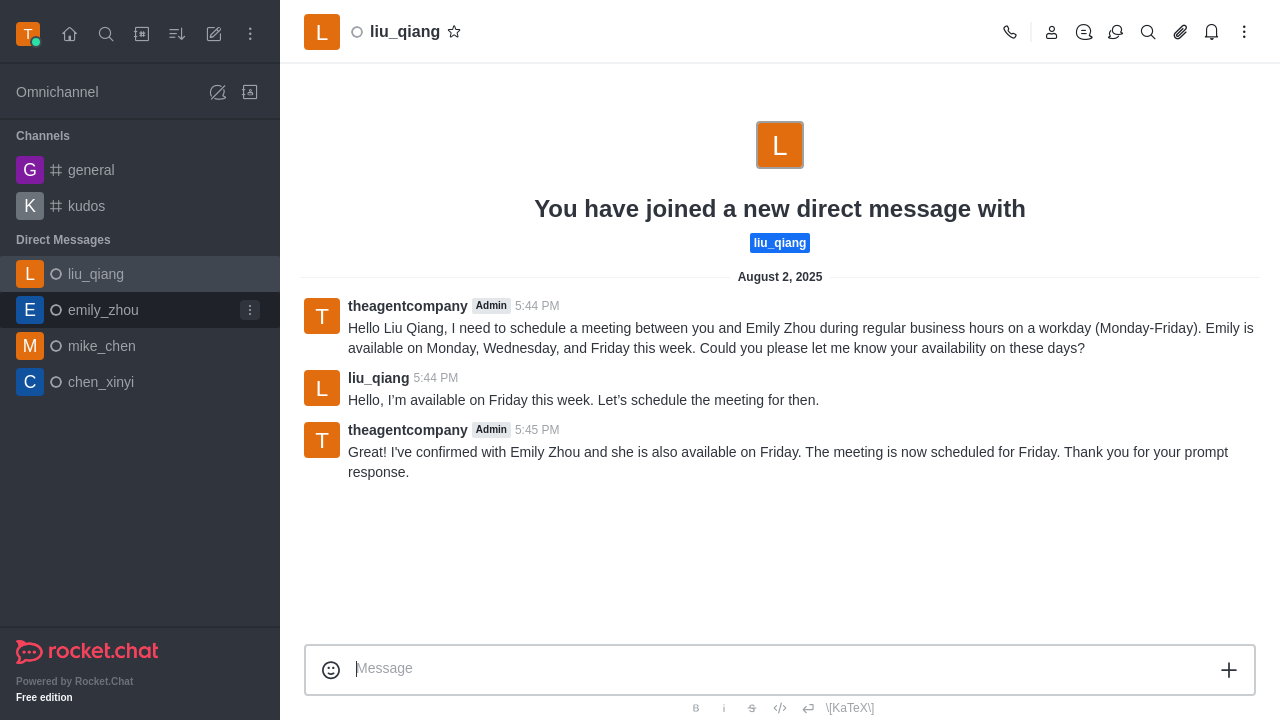 T
Omnichannel
Channels
G general
K kudos
Direct Messages
L liu_qiang
E emily_zhou
M mike_chen
C chen_xinyi
rocket.chat
Powered by Rocket.Chat
Free edition
L liu_qiang
L
You have joined a new direct message with
liu_qiang
August 2, 2025
T theagentcompany Admin 5:44 PM
Hello Liu Qiang, I need to schedule a meeting between you and Emily Zhou during regular business hours on a workday (Monday-Friday). Emily is
available on Monday, Wednesday, and Friday this week. Could you please let me know your availability on these days?
L liu_qiang 5:44 PM
Hello, I’m available on Friday this week. Let’s schedule the meeting for then.
T theagentcompany Admin 5:45 PM
Great! I've confirmed with Emily Zhou and she is also available on Friday. The meeting is now scheduled for Friday. Thank you for your prompt
response.
Message
B i S \[KaTeX\]